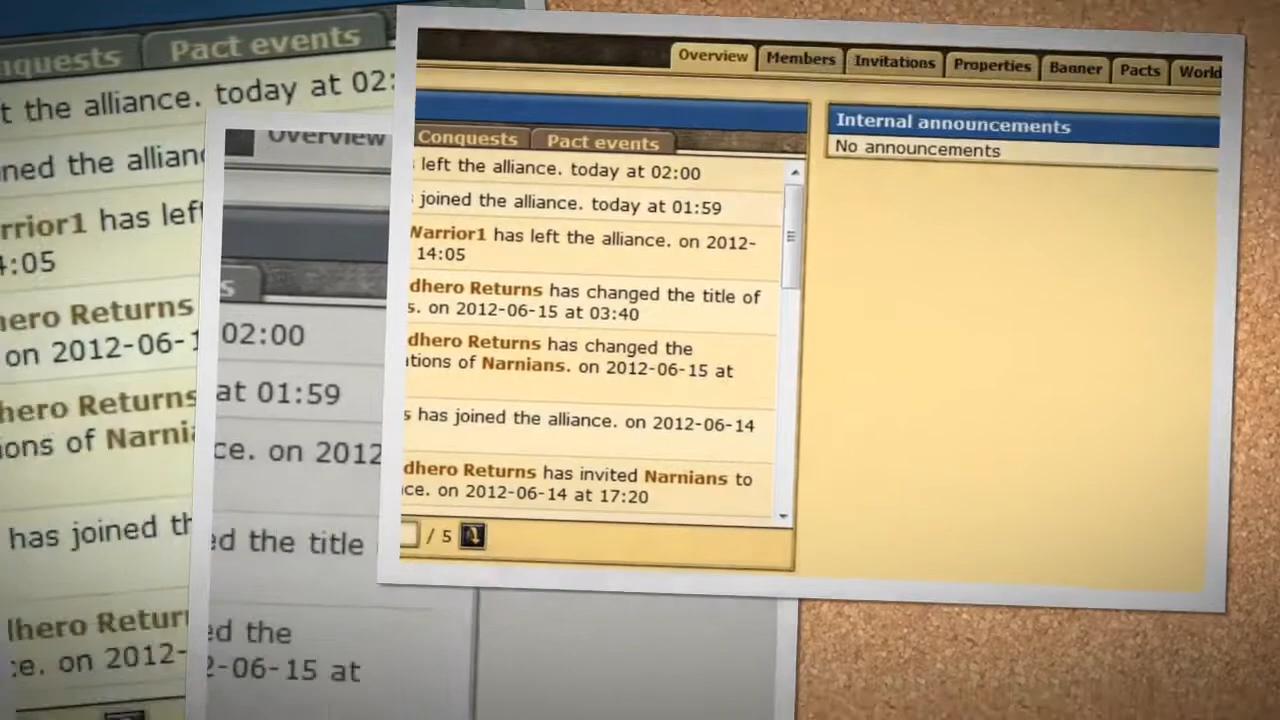 nquests Pact events
t the alliance. today at 02:
ned the allian
rrior1 has left
4:05
hero Returns
on 2012-06-1
hero Returns
ions of Narnia
has joined th
lhero Return
e. on 2012-
Overview
s
02:00
at 01:59
ce. on 2012
ed the title
ed the
2-06-15 at
Overview Members Invitations Properties Banner Pacts World
Conquests Pact events
left the alliance. today at 02:00
joined the alliance. today at 01:59
Warrior1 has left the alliance. on 2012-
14:05
dhero Returns has changed the title of
s. on 2012-06-15 at 03:40
dhero Returns has changed the
ations of Narnians. on 2012-06-15 at
s has joined the alliance. on 2012-06-14
dhero Returns has invited Narnians to
ce. on 2012-06-14 at 17:20
/ 5
Internal announcements
No announcements